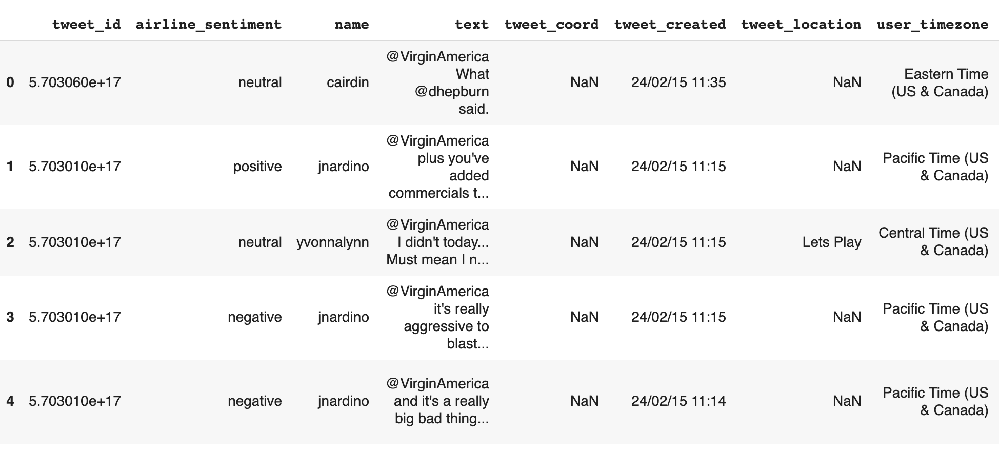 tweet_id airline_sentiment name text tweet_coord tweet_created tweet_location user_timezone
0 5.703060e+17 neutral cairdin @VirginAmerica What @dhepburn said. NaN 24/02/15 11:35 NaN Eastern Time (US & Canada)
1 5.703010e+17 positive jnardino @VirginAmerica plus you've added commercials t... NaN 24/02/15 11:15 NaN Pacific Time (US & Canada)
2 5.703010e+17 neutral yvonnalynn @VirginAmerica I didn't today... Must mean I n... NaN 24/02/15 11:15 Lets Play Central Time (US & Canada)
3 5.703010e+17 negative jnardino @VirginAmerica it's really aggressive to blast... NaN 24/02/15 11:15 NaN Pacific Time (US & Canada)
4 5.703010e+17 negative jnardino @VirginAmerica and it's a really big bad thing... NaN 24/02/15 11:14 NaN Pacific Time (US & Canada)